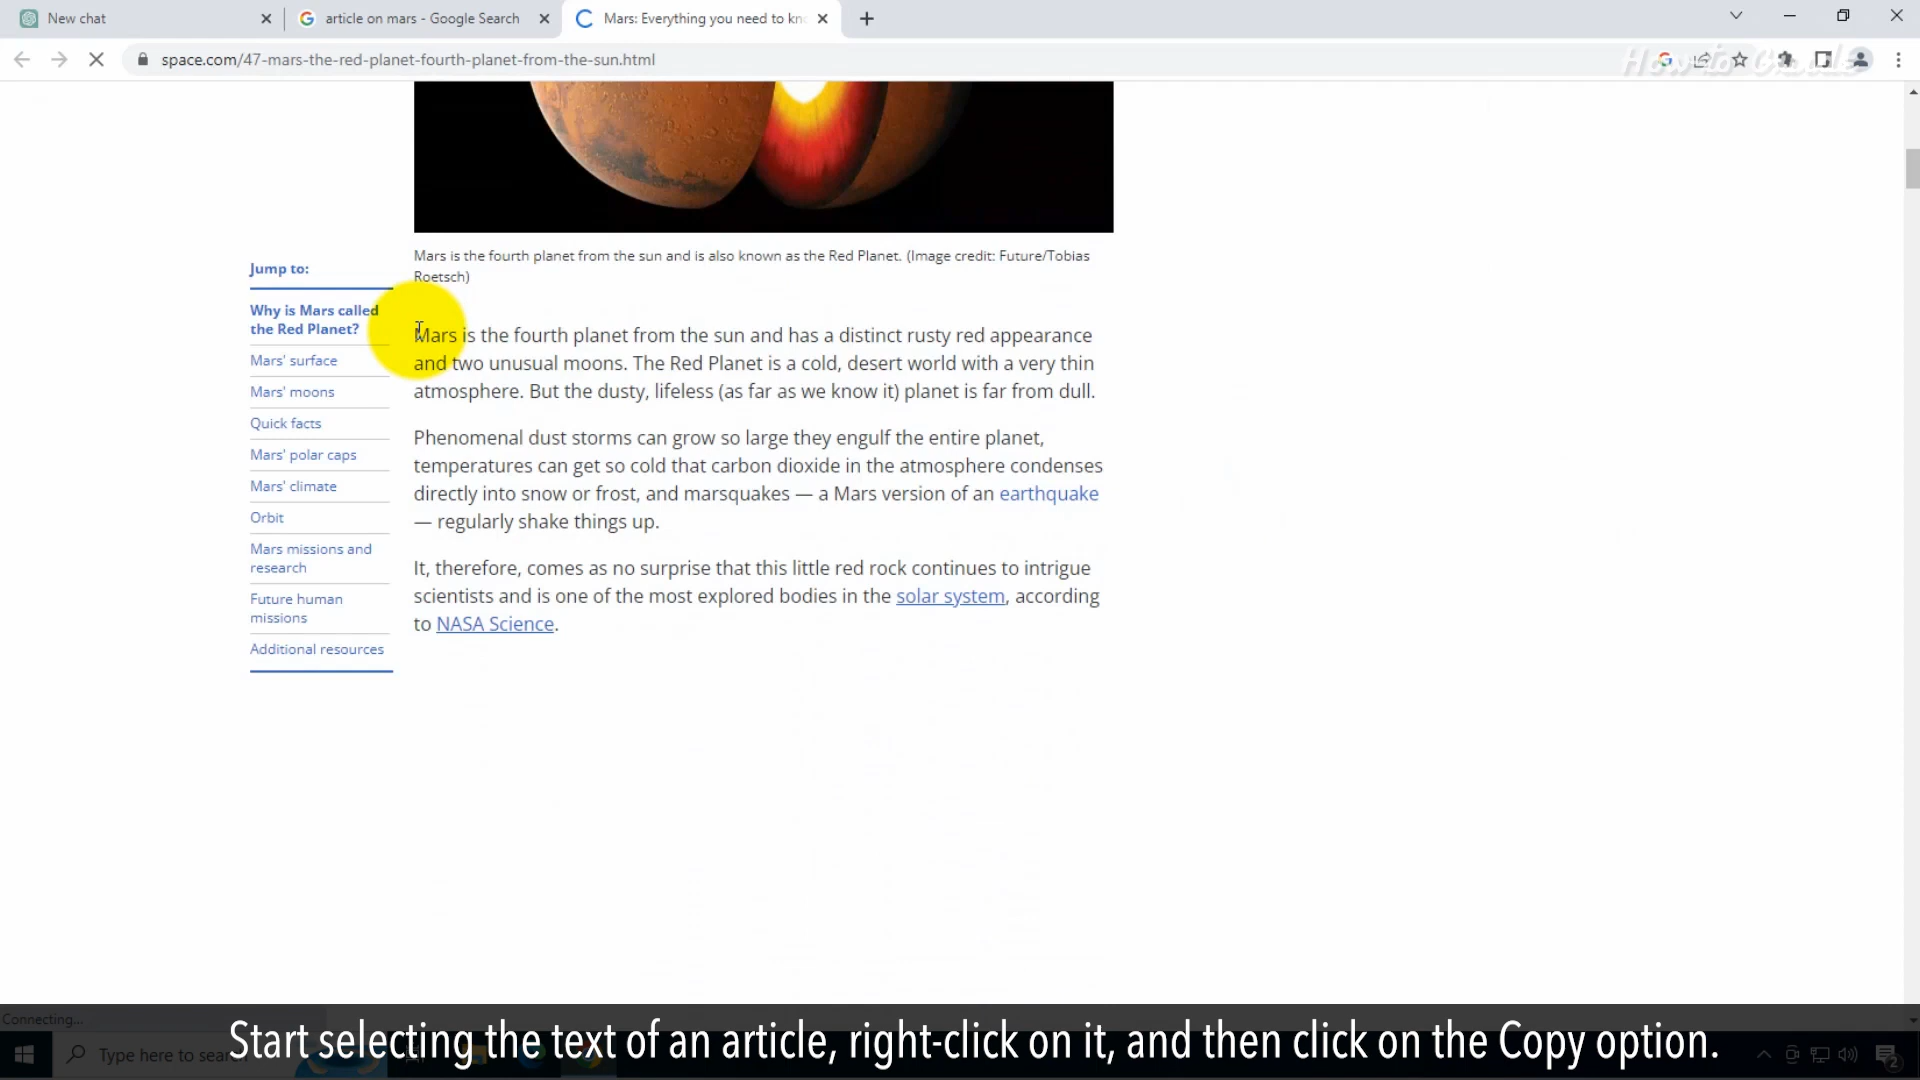 New chat
article on mars - Google Search
Mars: Everything you need to kn
space.com/47-mars-the-red-planet-fourth-planet-from-the-sun.html
Mars is the fourth planet from the sun and is also known as the Red Planet. (Image credit: Future/Tobias
Roetsch)
Jump to:
Why is Mars called
the Red Planet?
Mars' surface
Mars' moons
Quick facts
Mars' polar caps
Mars' climate
Orbit
Mars missions and
research
Future human
missions
Additional resources
Mars is the fourth planet from the sun and has a distinct rusty red appearance
and two unusual moons. The Red Planet is a cold, desert world with a very thin
atmosphere. But the dusty, lifeless (as far as we know it) planet is far from dull.
Phenomenal dust storms can grow so large they engulf the entire planet,
temperatures can get so cold that carbon dioxide in the atmosphere condenses
directly into snow or frost, and marsquakes — a Mars version of an earthquake
— regularly shake things up.
It, therefore, comes as no surprise that this little red rock continues to intrigue
scientists and is one of the most explored bodies in the solar system, according
to NASA Science.
Connecting...
Start selecting the text of an article, right-click on it, and then click on the Copy option.
Type here to search
2